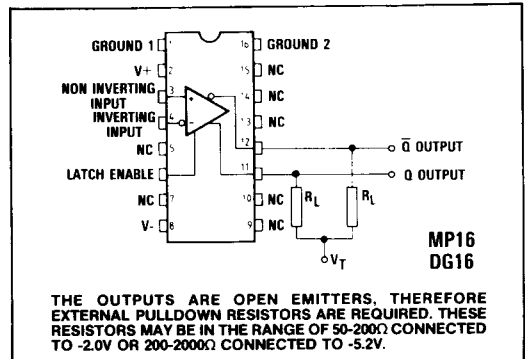 GROUND 1 1 16 GROUND 2
V+ 2 15 NC
NON INVERTING INPUT 3 14 NC
INVERTING INPUT 4 13 NC
NC 5 12 Q̅ OUTPUT
LATCH ENABLE 6 11 Q OUTPUT
NC 7 10 NC
V- 8 9 NC
+
-
RL RL
VT
MP16
DG16
THE OUTPUTS ARE OPEN EMITTERS, THEREFORE
EXTERNAL PULLDOWN RESISTORS ARE REQUIRED. THESE
RESISTORS MAY BE IN THE RANGE OF 50-200Ω CONNECTED
TO -2.0V OR 200-2000Ω CONNECTED TO -5.2V.